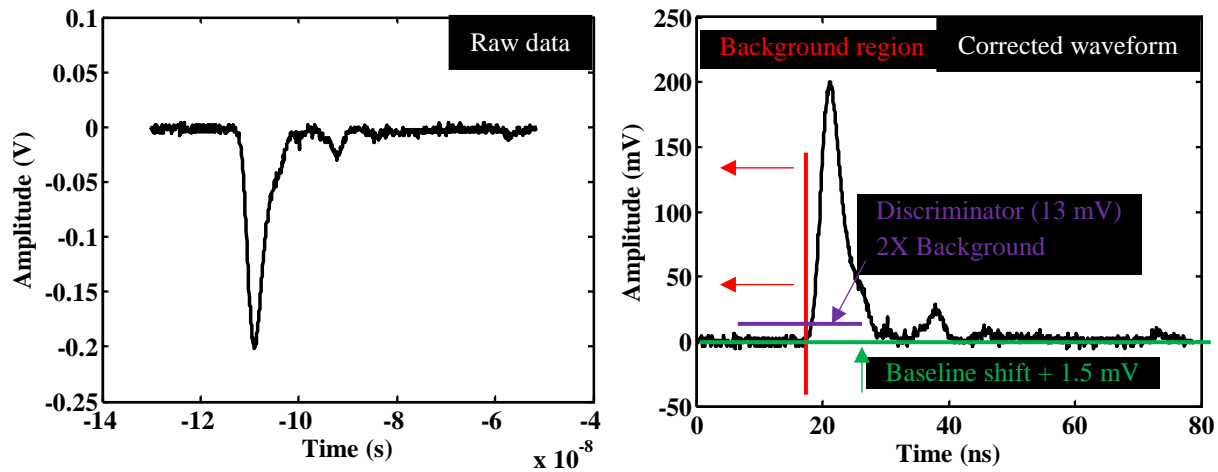 0.1
Raw data
0.05
0
-0.05
-0.1
-0.15
-0.2
-0.25
Amplitude (V)
-14
-12
-10
-8
-6
-4
Time (s)
x 10-8
250
Background region
Corrected waveform
200
150
100
50
0
-50
Amplitude (mV)
Discriminator (13 mV)
2X Background
Baseline shift + 1.5 mV
0
20
40
60
80
Time (ns)